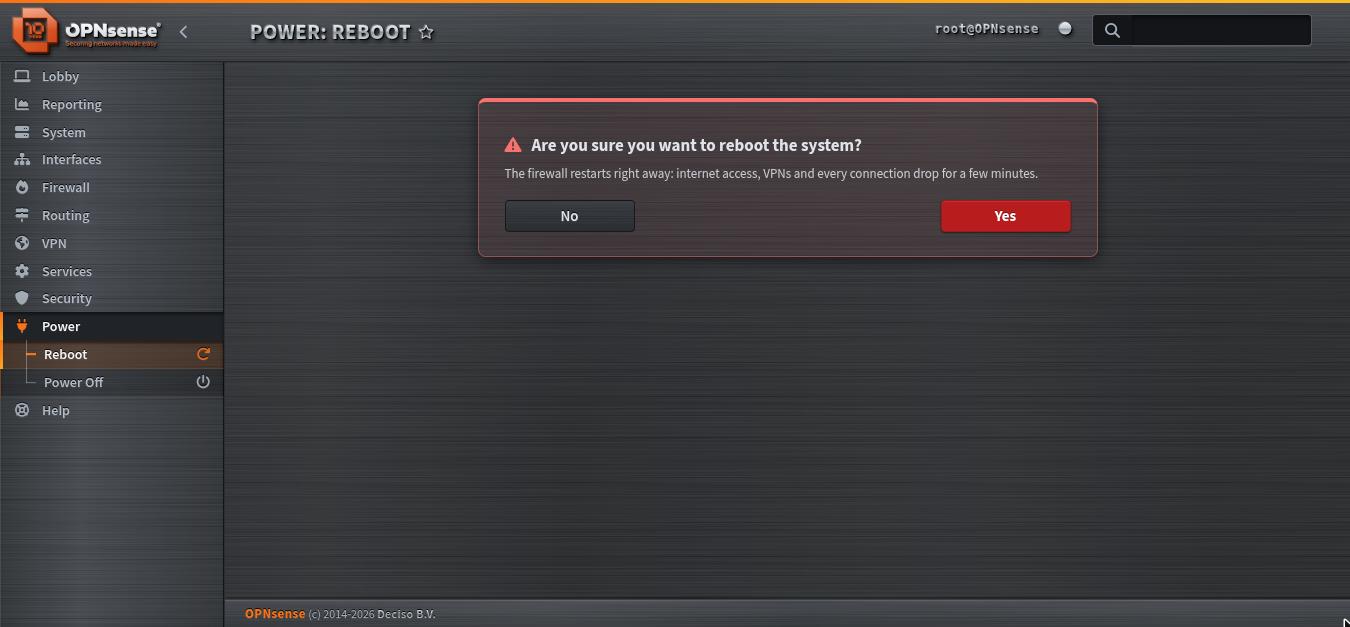 OPNsense®
Securing networks made easy
POWER: REBOOT
root@OPNsense
Lobby
Reporting
System
Interfaces
Firewall
Routing
VPN
Services
Security
Power
Reboot
Power Off
Help
Are you sure you want to reboot the system?
The firewall restarts right away: internet access, VPNs and every connection drop for a few minutes.
No
Yes
OPNsense (c) 2014-2026 Deciso B.V.